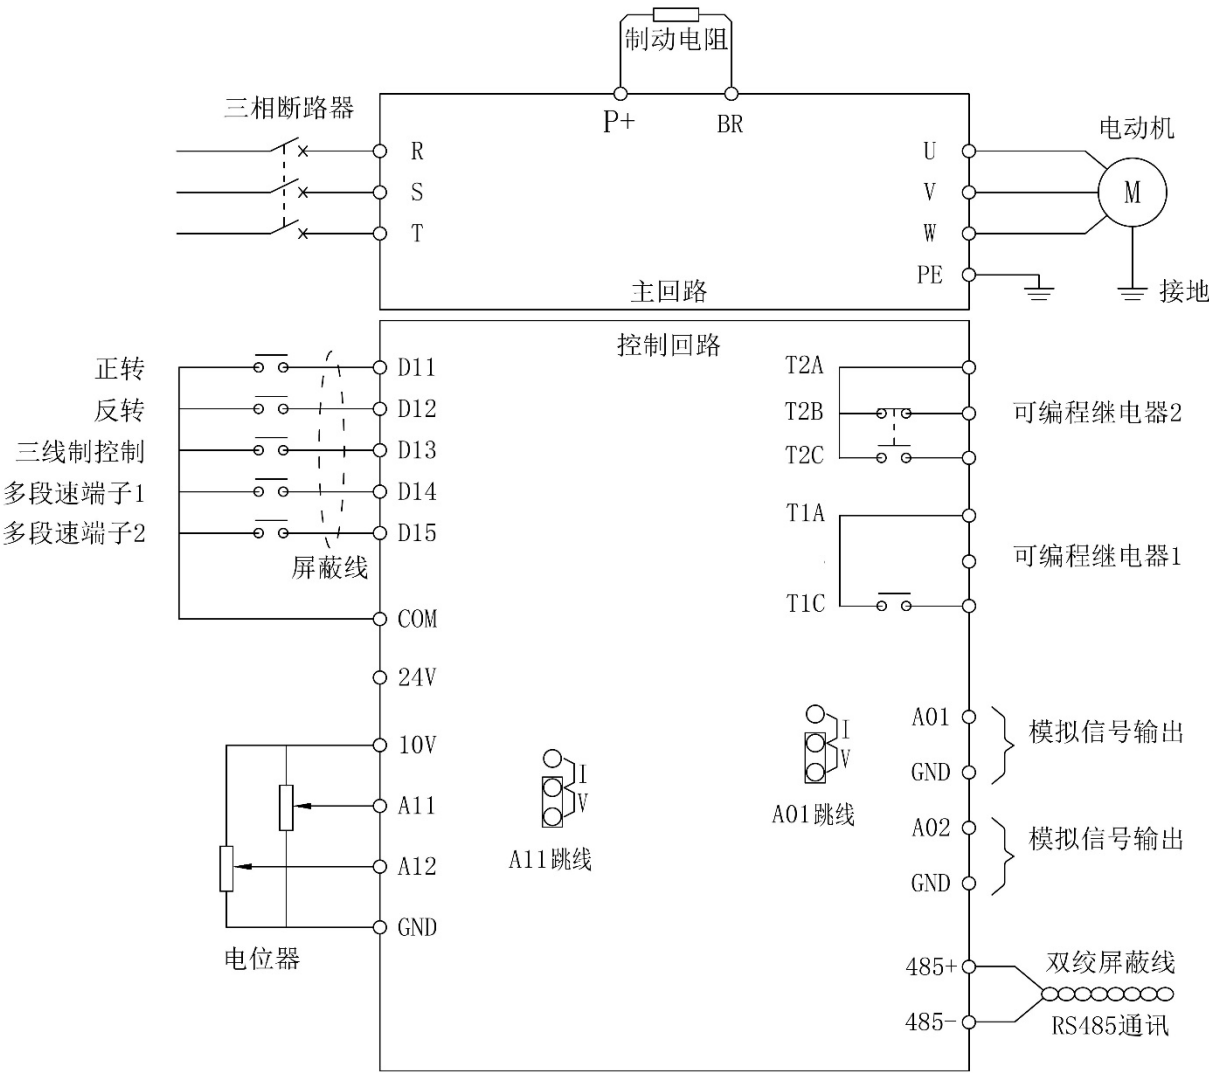 制动电阻
P+
BR
三相断路器
R
S
T
电动机
U
V
M
W
PE
主回路
接地
控制回路
正转
D11
反转
D12
三线制控制
D13
多段速端子1
D14
多段速端子2
D15
屏蔽线
COM
24V
10V
A11
A12
GND
电位器
I
V
A11跳线
T2A
T2B
可编程继电器2
T2C
T1A
可编程继电器1
T1C
I
V
A01跳线
A01
模拟信号输出
GND
A02
模拟信号输出
GND
485+
双绞屏蔽线
485-
RS485通讯